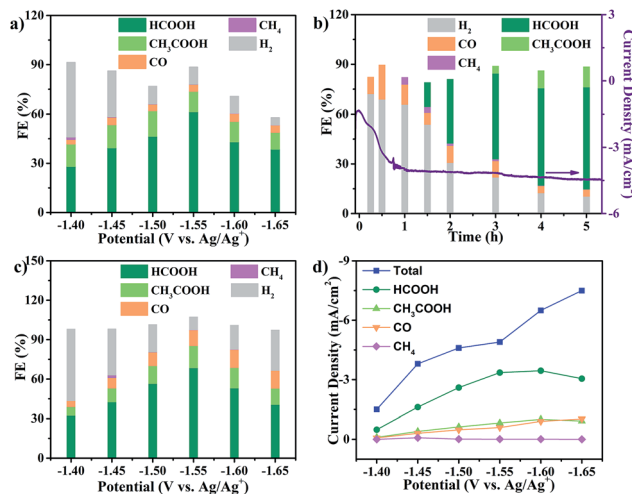 a)
HCOOH
CH₄
CH₃COOH
H₂
CO
FE (%)
120
90
60
30
0
-1.40
-1.45
-1.50
-1.55
-1.60
-1.65
Potential (V vs. Ag/Ag⁺)
b)
H₂
HCOOH
CO
CH₃COOH
CH₄
FE (%)
120
90
60
30
0
3
0
-2
-4
-6
Current Density (mA/cm²)
0
1
2
3
4
5
Time (h)
c)
HCOOH
CH₄
CH₃COOH
H₂
CO
FE (%)
150
120
90
60
30
0
-1.40
-1.45
-1.50
-1.55
-1.60
-1.65
Potential (V vs. Ag/Ag⁺)
d)
Total
HCOOH
CH₃COOH
CO
CH₄
Current Density (mA/cm²)
-9
-6
-3
0
-1.40
-1.45
-1.50
-1.55
-1.60
-1.65
Potential (V vs. Ag/Ag⁺)